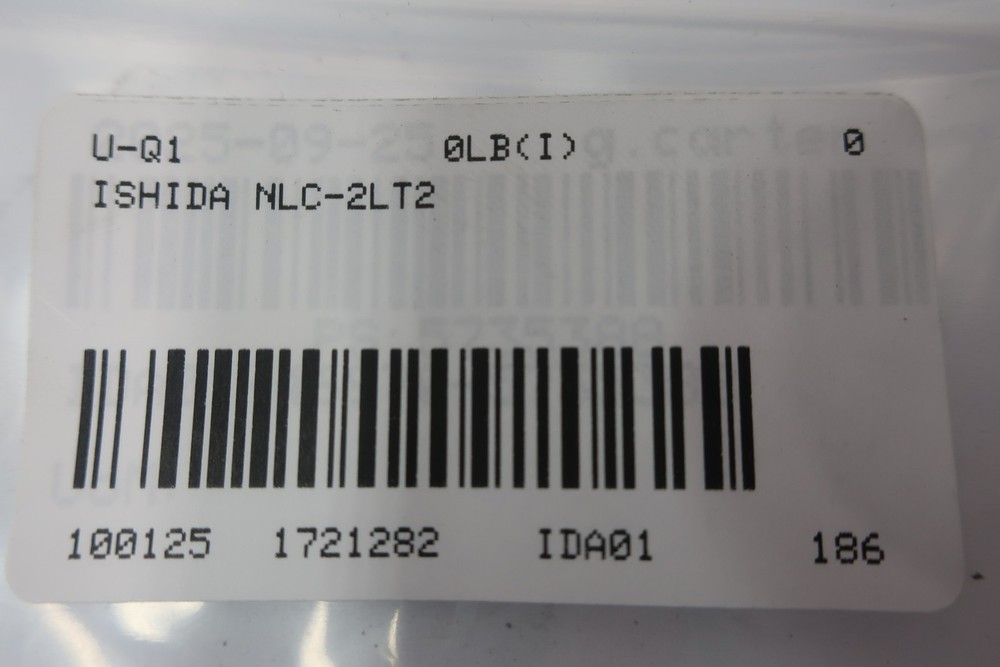 U-Q1 0LB(I) 0
ISHIDA NLC-2LT2
100125 1721282 IDA01 186